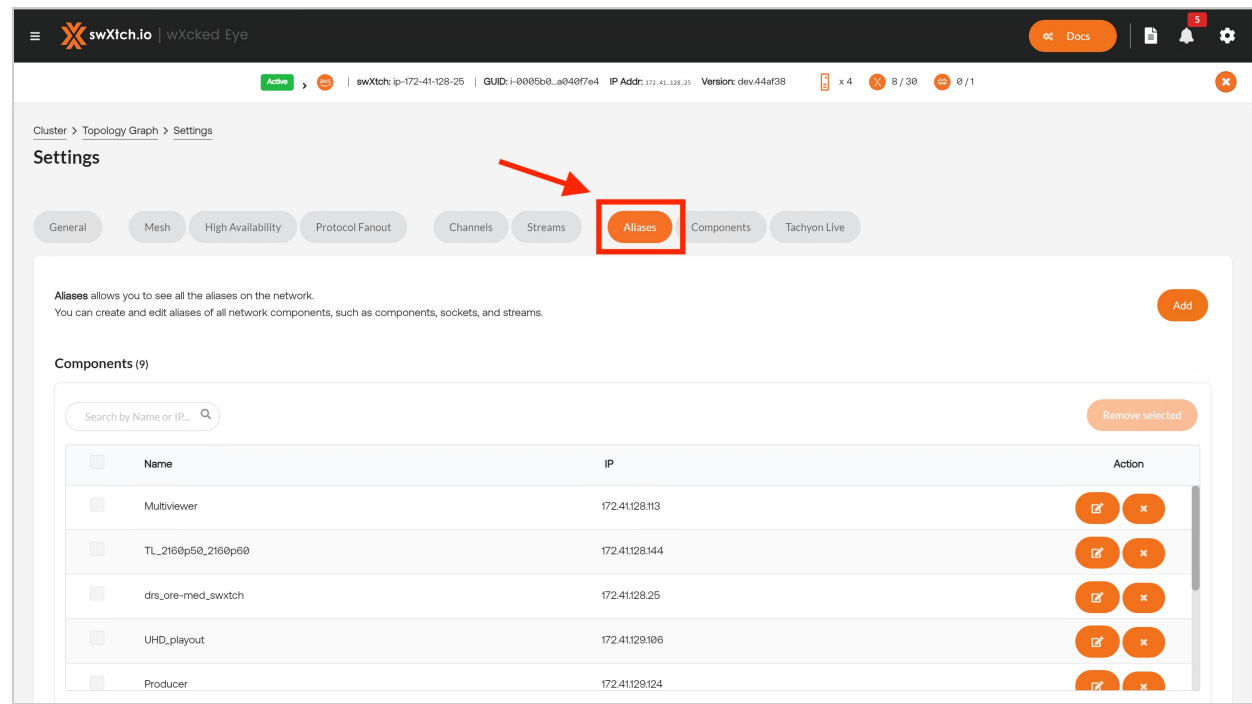 swXtch.io | wXcked Eye
Docs
5
Active
| swXtch: ip-172-41-128-25 | GUID: i-0005b0...a040f7e4 IP Addr: 172.41.128.25 Version: dev.44af38
x 4
8 / 30
0 / 1
Cluster > Topology Graph > Settings
Settings
General
Mesh
High Availability
Protocol Fanout
Channels
Streams
Aliases
Components
Tachyon Live
Aliases allows you to see all the aliases on the network.
You can create and edit aliases of all network components, such as components, sockets, and streams.
Add
Components (9)
Search by Name or IP...
Remove selected
Name IP Action
Multiviewer 172.41.128.113
TL_2160p50_2160p60 172.41.128.144
drs_ore-med_swxtch 172.41.128.25
UHD_playout 172.41.129.106
Producer 172.41.129.124